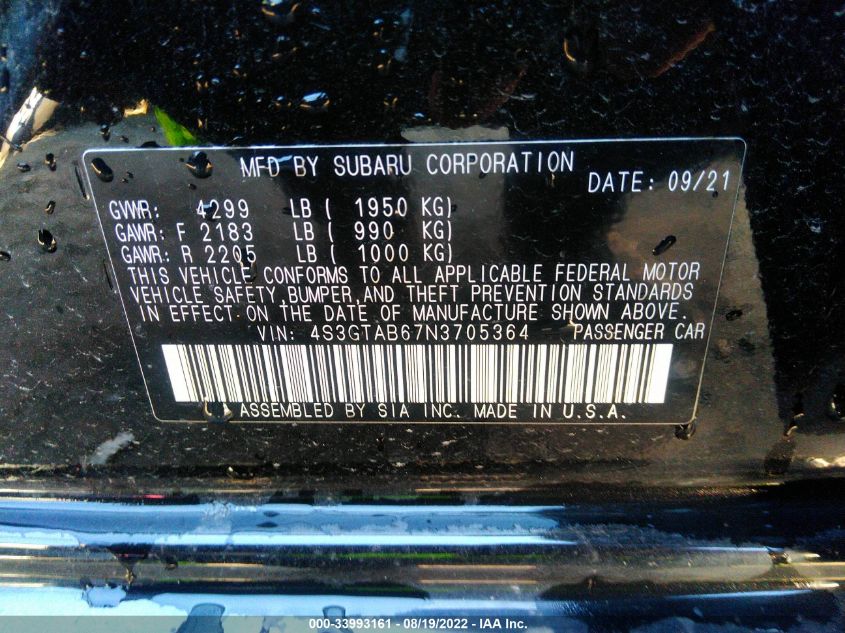 MFD BY SUBARU CORPORATION
DATE: 09/21
GVWR: 4299 LB ( 1950 KG)
GAWR: F 2183 LB ( 990 KG)
GAWR: R 2205 LB ( 1000 KG)
THIS VEHICLE CONFORMS TO ALL APPLICABLE FEDERAL MOTOR
VEHICLE SAFETY, BUMPER, AND THEFT PREVENTION STANDARDS
IN EFFECT ON THE DATE OF MANUFACTURE SHOWN ABOVE.
VIN: 4S3GTAB67N3705364 PASSENGER CAR
ASSEMBLED BY SIA INC. MADE IN U.S.A.
000-33993161 - 08/19/2022 - IAA Inc.